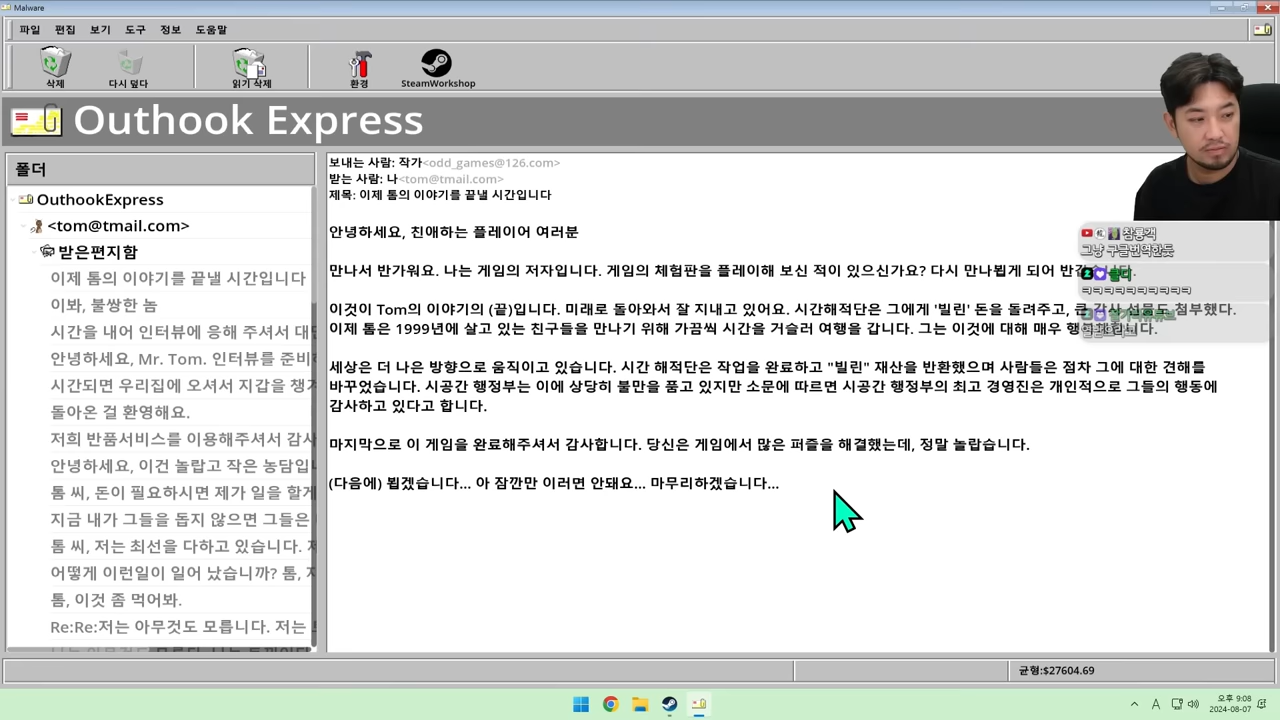 Malware
파일 편집 보기 도구 정보 도움말
삭제 다시 덮다 읽기 삭제 환경 SteamWorkshop
Outhook Express
폴더
OuthookExpress
<tom@tmail.com>
받은편지함
이제 톰의 이야기를 끝낼 시간입니다
이봐, 불쌍한 놈
시간을 내어 인터뷰에 응해 주셔서
안녕하세요, Mr. Tom. 인터뷰를 준비
시간되면 우리집에 오셔서 지갑을
돌아온 걸 환영해요.
저희 반품서비스를 이용해주셔서 감사
안녕하세요, 이건 놀랍고 작은 농담입
톰 씨, 돈이 필요하시면 제가 일을 할게
지금 내가 그들을 돕지 않으면 그들은
톰 씨, 저는 최선을 다하고 있습니다.
어떻게 이런일이 일어 났습니까? 톰,
톰, 이것 좀 먹어봐.
Re:Re:저는 아무것도 모릅니다. 저는
보내는 사람: 작가<odd_games@126.com>
받는 사람: 나<tom@tmail.com>
제목: 이제 톰의 이야기를 끝낼 시간입니다
안녕하세요, 친애하는 플레이어 여러분
만나서 반가워요. 나는 게임의 저자입니다. 게임의 체험판을 플레이해 보신 적이 있으신가요? 다시 만나뵙게 되어
이것이 Tom의 이야기의 (끝)입니다. 미래로 돌아와서 잘 지내고 있어요. 시간해적단은 그에게 '빌린' 돈을 돌려주고, 큰 감사 선물도 첨부했다.
이제 톰은 1999년에 살고 있는 친구들을 만나기 위해 가끔씩 시간을 거슬러 여행을 갑니다. 그는 이것에 대해 매우
세상은 더 나은 방향으로 움직이고 있습니다. 시간 해적단은 작업을 완료하고 "빌린" 재산을 반환했으며 사람들은 점차 그에 대한 견해를
바꾸었습니다. 시공간 행정부는 이에 상당히 불만을 품고 있지만 소문에 따르면 시공간 행정부의 최고 경영진은 개인적으로 그들의 행동에
감사하고 있다고 합니다.
마지막으로 이 게임을 완료해주셔서 감사합니다. 당신은 게임에서 많은 퍼즐을 해결했는데, 정말 놀랍습니다.
(다음에) 뵙겠습니다... 아 잠깐만 이러면 안돼요... 마무리하겠습니다...
그냥 구글번역한듯
ㅋㅋㅋㅋㅋㅋㅋㅋㅋㅋ
균형:$27604.69
A
오후 9:08
2024-08-07